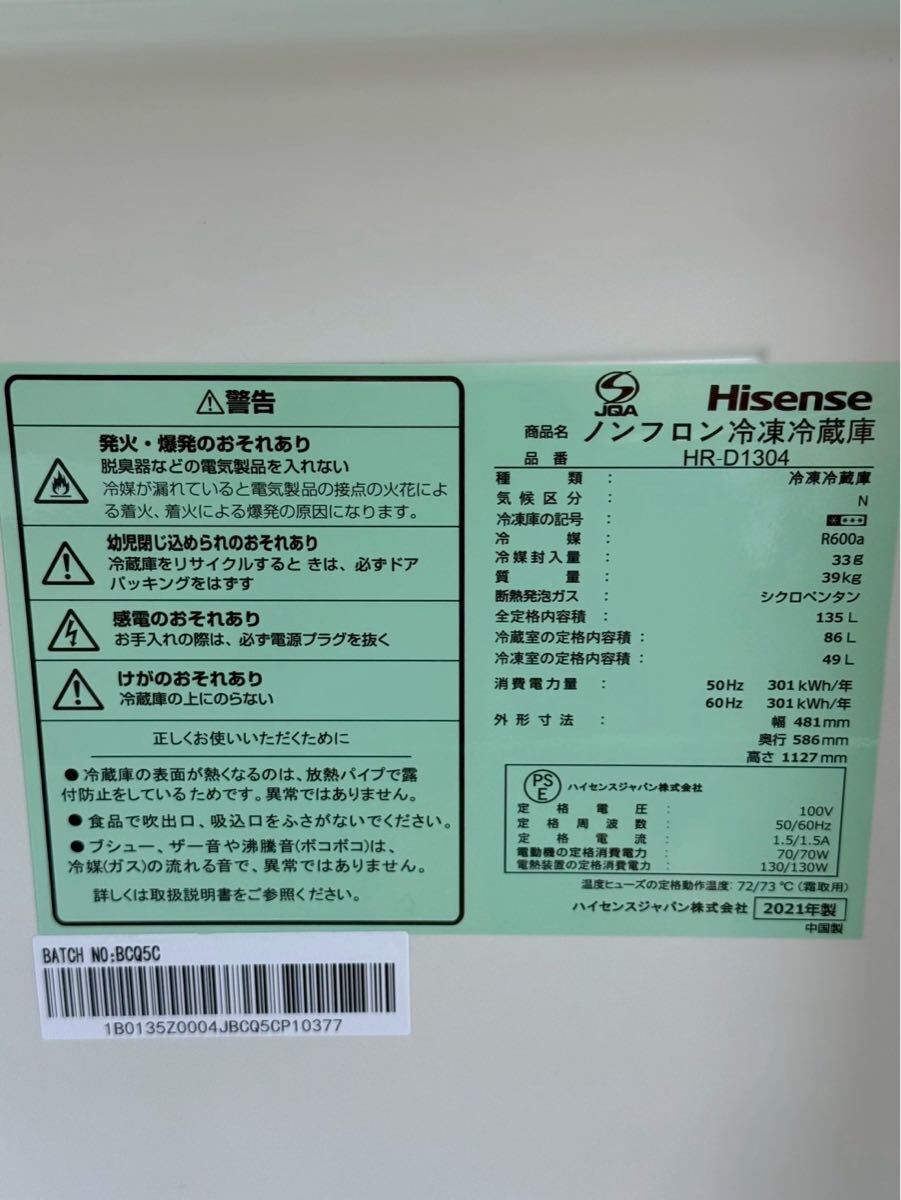 警告
発火・爆発のおそれあり
脱臭器などの電気製品を入れない
冷媒が漏れていると電気製品の接点の火花によ
る着火、着火による爆発の原因になります。
幼児閉じ込められのおそれあり
冷蔵庫をリサイクルすると きは、必ずドア
パッキングをはずす
感電のおそれあり
お手入れの際は、必ず電源プラグを抜く
けがのおそれあり
冷蔵庫の上にのらない
正しくお使いいただくために
● 冷蔵庫の表面が熱くなるのは、放熱パイプで露
付防止をしているためです。異常ではありません。
● 食品で吹出口、吸込口をふさがないでください。
● ブシュー、ザー音や沸騰音(ボコボコ)は、
冷媒(ガス)の流れる音で、異常ではありません。
詳しくは取扱説明書をご参照ください。
JQA
Hisense
商品名 ノンフロン冷凍冷蔵庫
品番 HR-D1304
種類 : 冷凍冷蔵庫
気候区分 : N
冷凍庫の記号 :
冷媒 : R600a
冷媒封入量 : 33g
質量 : 39kg
断熱発泡ガス : シクロペンタン
全定格内容積 : 135 L
冷蔵室の定格内容積 : 86 L
冷凍室の定格内容積 : 49 L
消費電力量 : 50Hz 301 kWh/年
60Hz 301 kWh/年
外形寸法 : 幅 481mm
奥行 586mm
高さ 1127mm
PSE ハイセンスジャパン株式会社
定格電圧 : 100V
定格周波数 : 50/60Hz
定格電流 : 1.5/1.5A
電動機の定格消費電力 : 70/70W
電熱装置の定格消費電力 : 130/130W
温度ヒューズの定格動作温度: 72/73 ℃ (霜取用)
ハイセンスジャパン株式会社 2021年製
中国製
BATCH NO:BCQ5C
1B0135Z0004JBCQ5CP10377